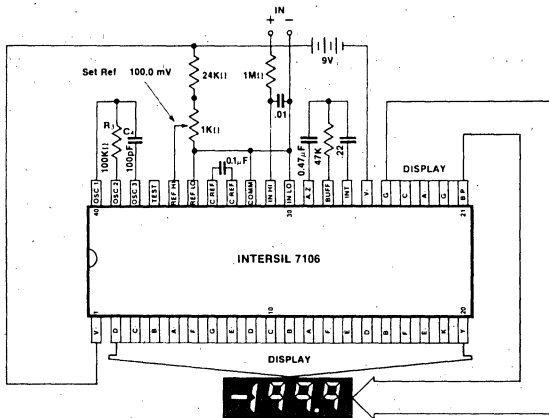 IN
+ −
9V
24KΩ
1MΩ
Set Ref 100.0 mV
.01
1KΩ
R₁ C₄
100KΩ
100pF
0.1μF
0.47μF
47K
.22
DISPLAY
OSC 1
OSC 2
OSC 3
TEST
REF HI
REF LO
C REF
C REF
COMM
IN HI
IN LO
A Z
BUFF
INT
V-
G
C
A
G
BP
40
30
21
INTERSIL 7106
1
10
20
V
D
C
B
A
F
G
E
D
C
B
A
F
E
D
B
F
E
K
Y
DISPLAY
-199.9